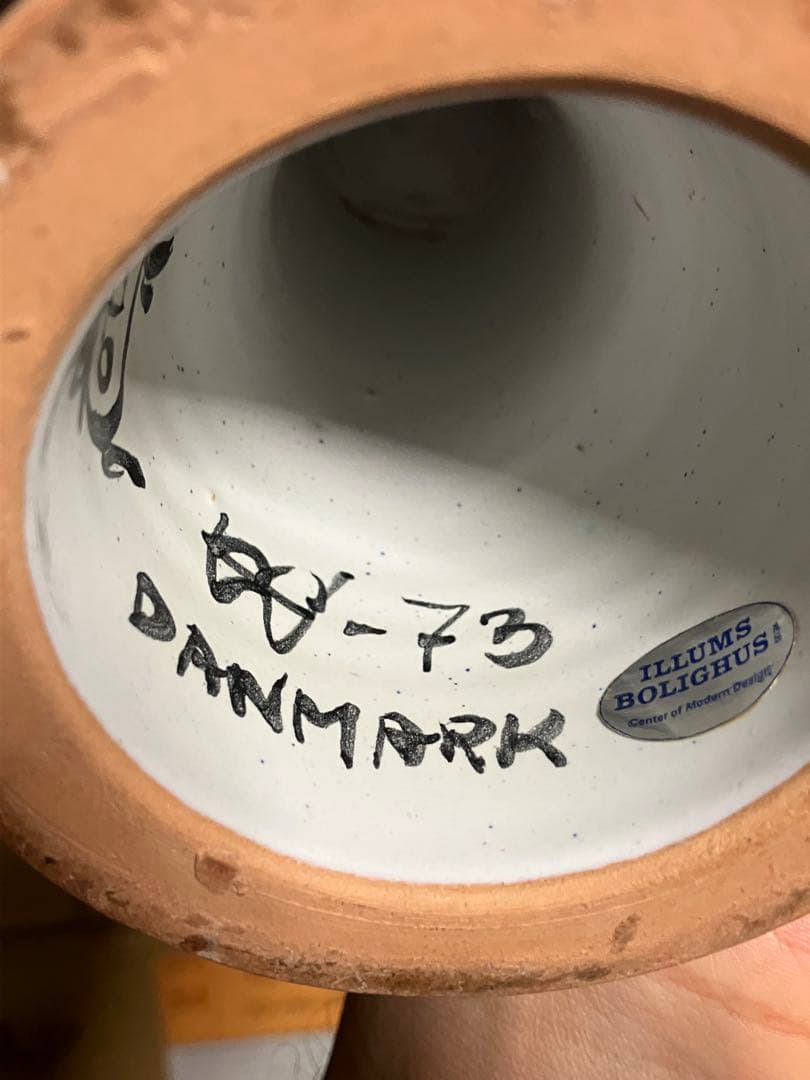 -73
DANMARK
ILLUMS
BOLIGHUS
Center of Modern Design